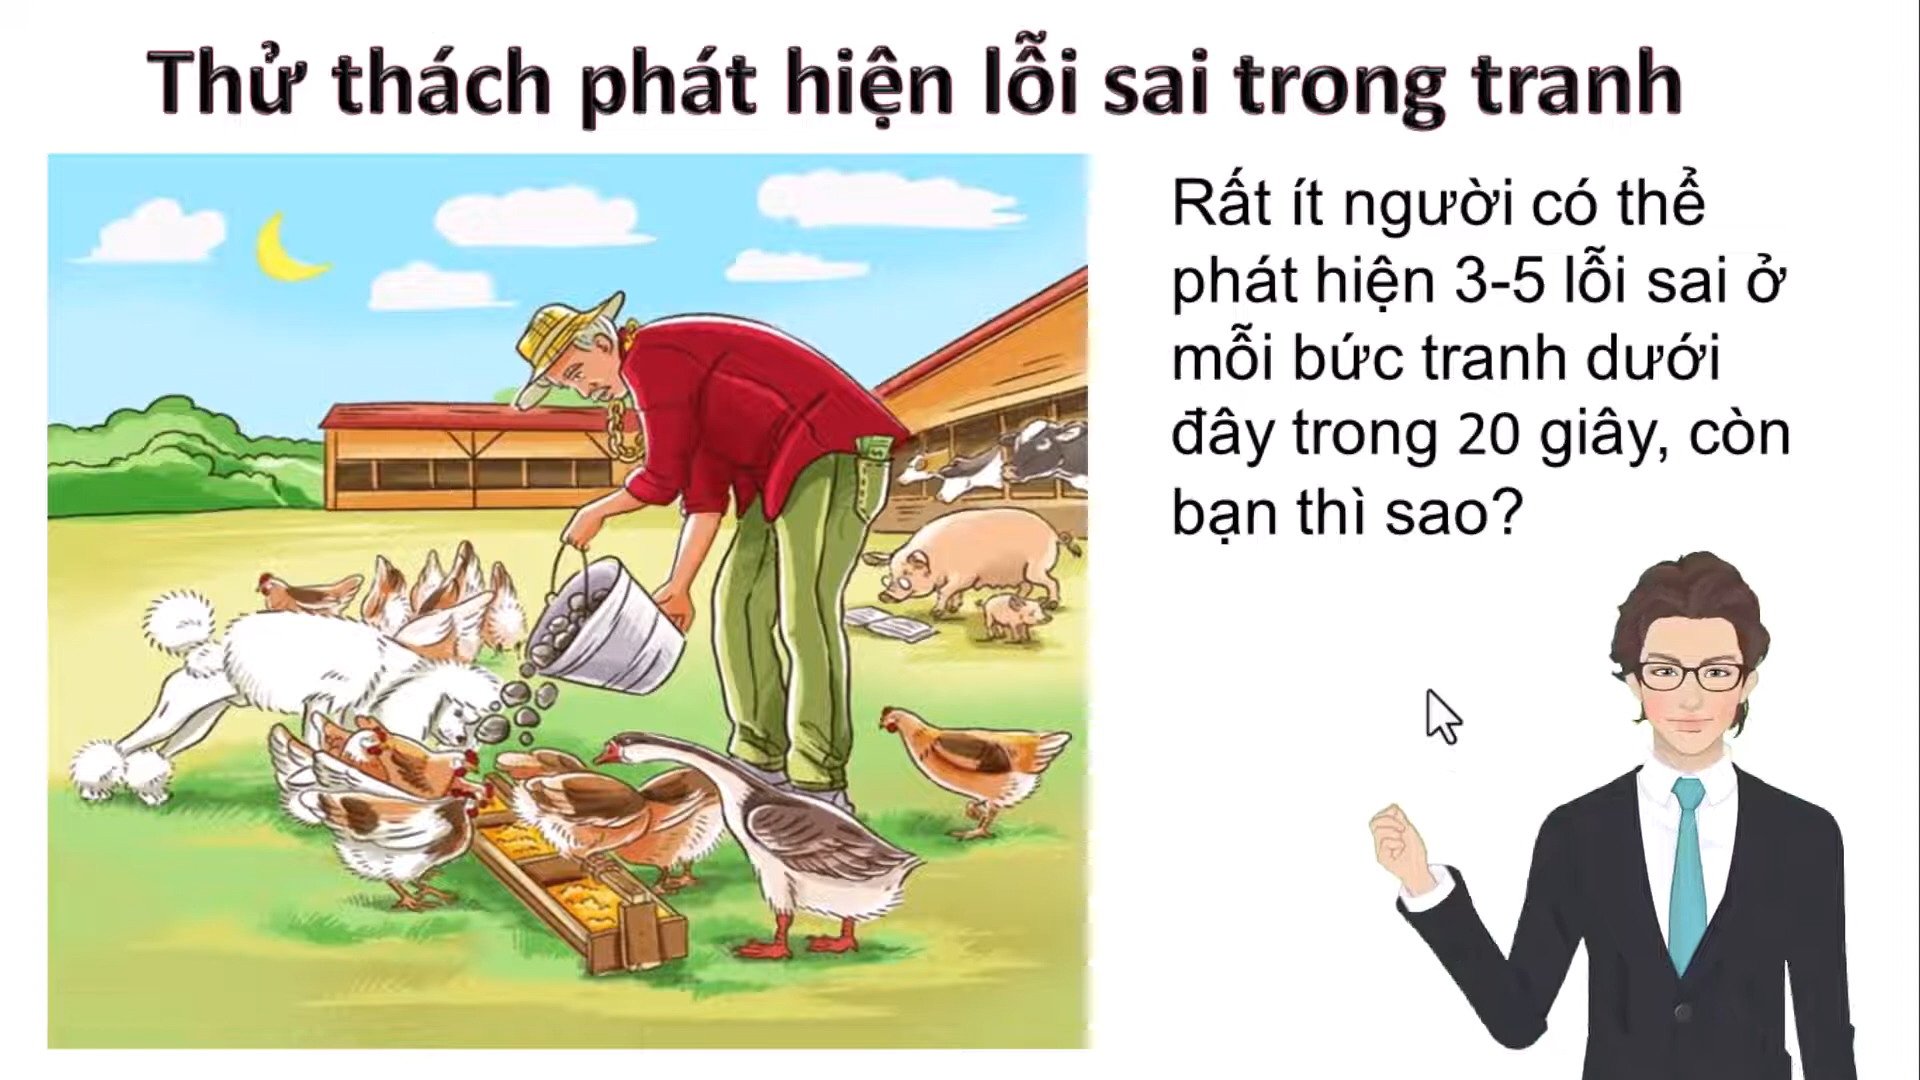 Thử thách phát hiện lỗi sai trong tranh
Rất ít người có thể
phát hiện 3-5 lỗi sai ở
mỗi bức tranh dưới
đây trong 20 giây, còn
bạn thì sao?